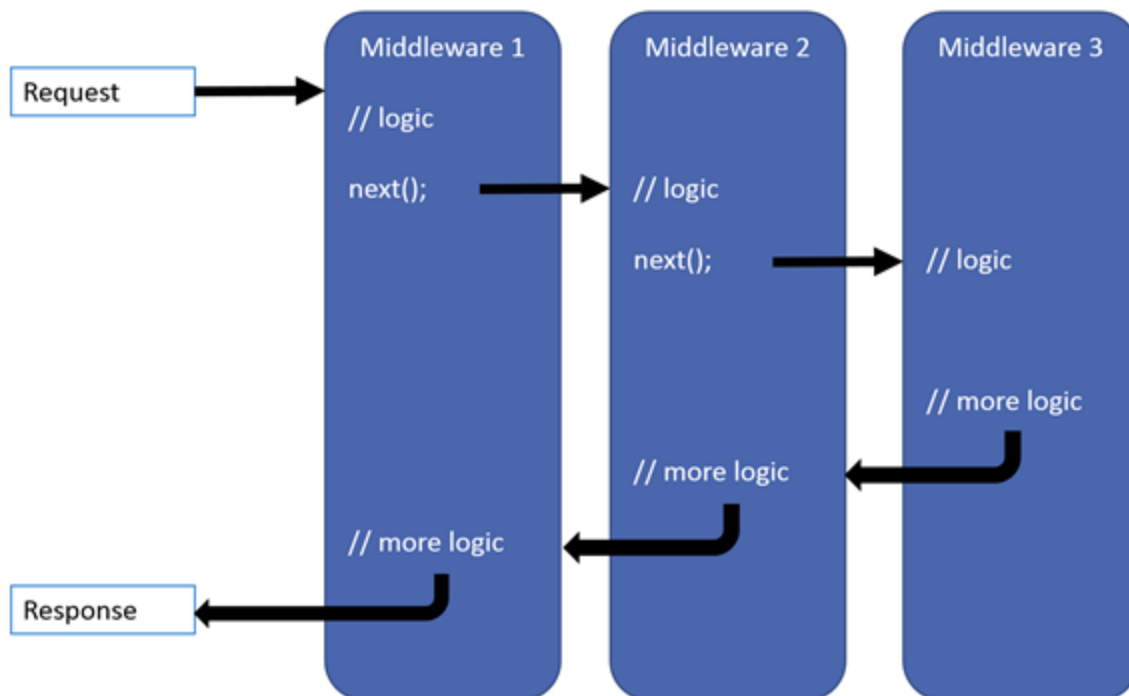 Middleware 1
Middleware 2
Middleware 3
Request
// logic
next();
// logic
next();
// logic
// more logic
// more logic
// more logic
Response